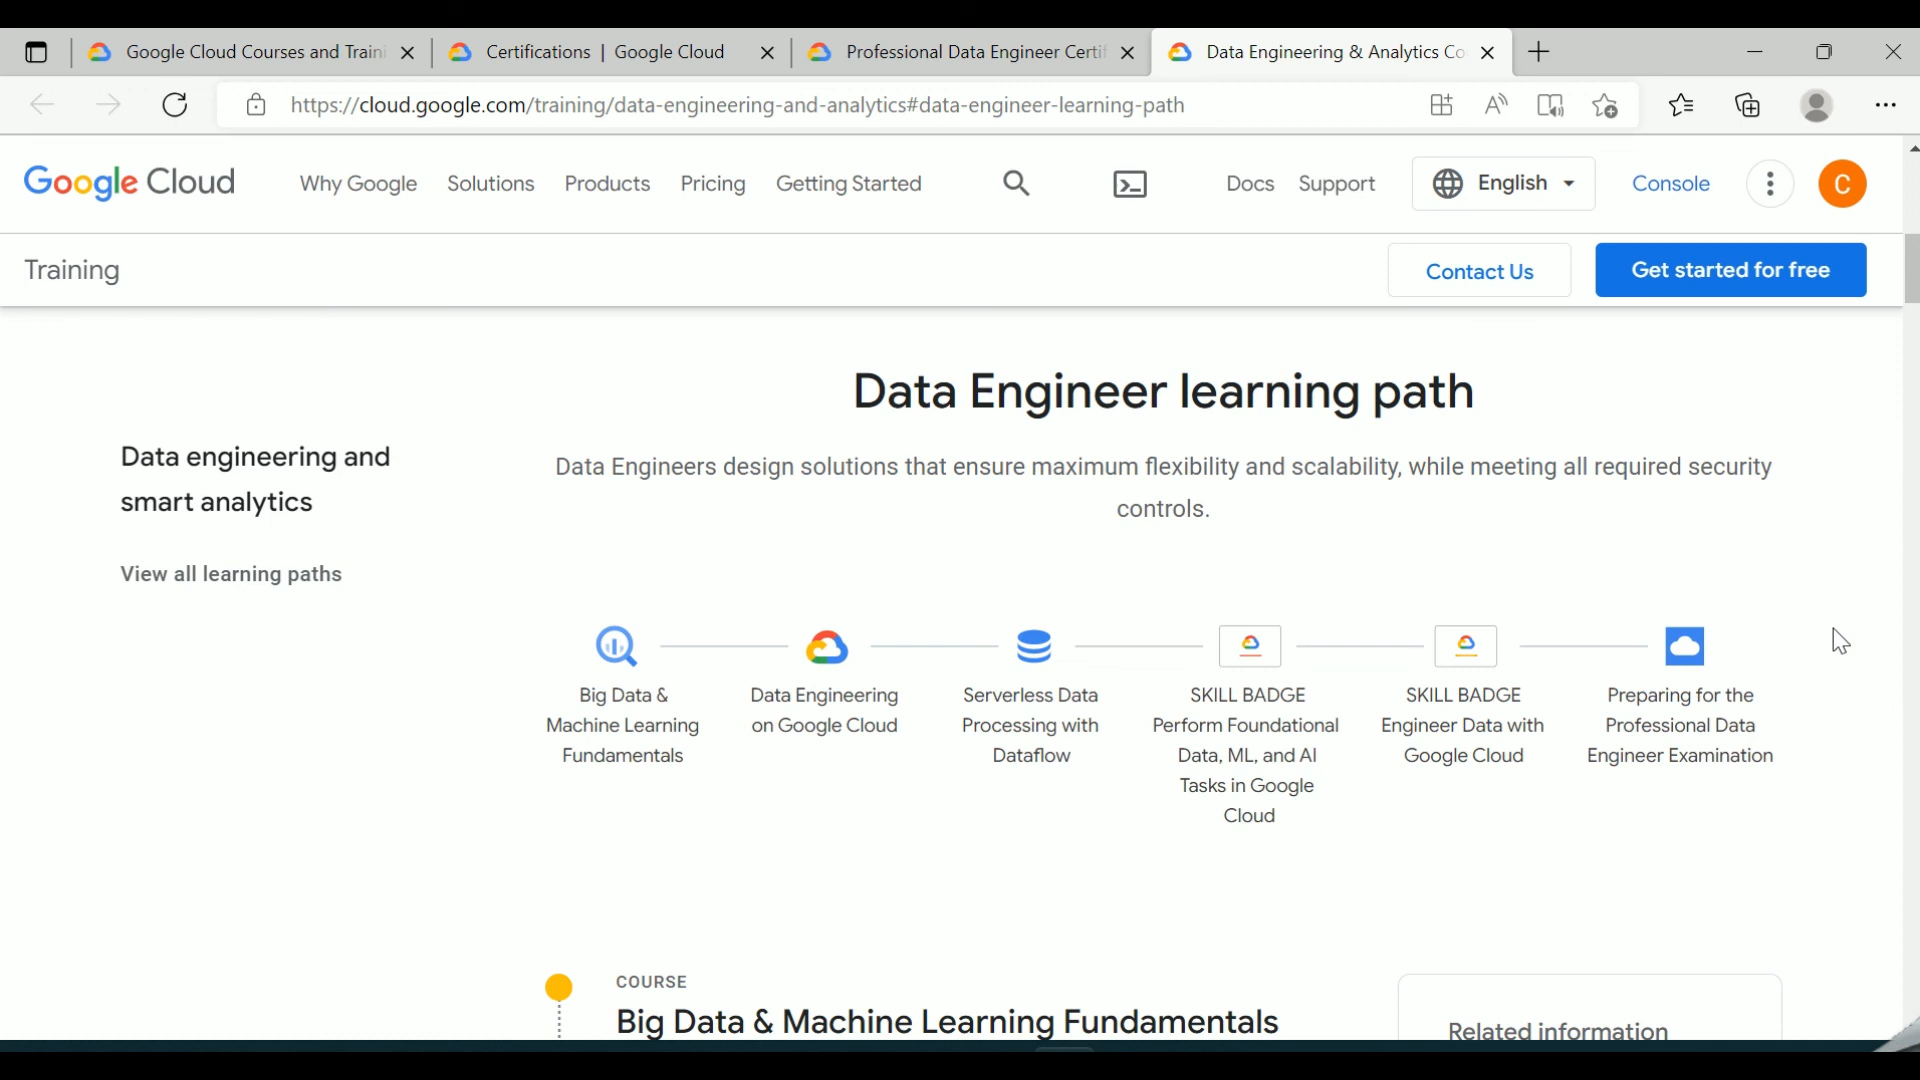 Google Cloud Courses and Traini
Certifications | Google Cloud
Professional Data Engineer Certif
Data Engineering & Analytics Co
https://cloud.google.com/training/data-engineering-and-analytics#data-engineer-learning-path
Google Cloud
Why Google
Solutions
Products
Pricing
Getting Started
Docs
Support
English
Console
C
Training
Contact Us
Get started for free
Data Engineer learning path
Data engineering and
smart analytics
View all learning paths
Data Engineers design solutions that ensure maximum flexibility and scalability, while meeting all required security
controls.
Big Data &
Machine Learning
Fundamentals
Data Engineering
on Google Cloud
Serverless Data
Processing with
Dataflow
SKILL BADGE
Perform Foundational
Data, ML, and AI
Tasks in Google
Cloud
SKILL BADGE
Engineer Data with
Google Cloud
Preparing for the
Professional Data
Engineer Examination
COURSE
Big Data & Machine Learning Fundamentals
Related information